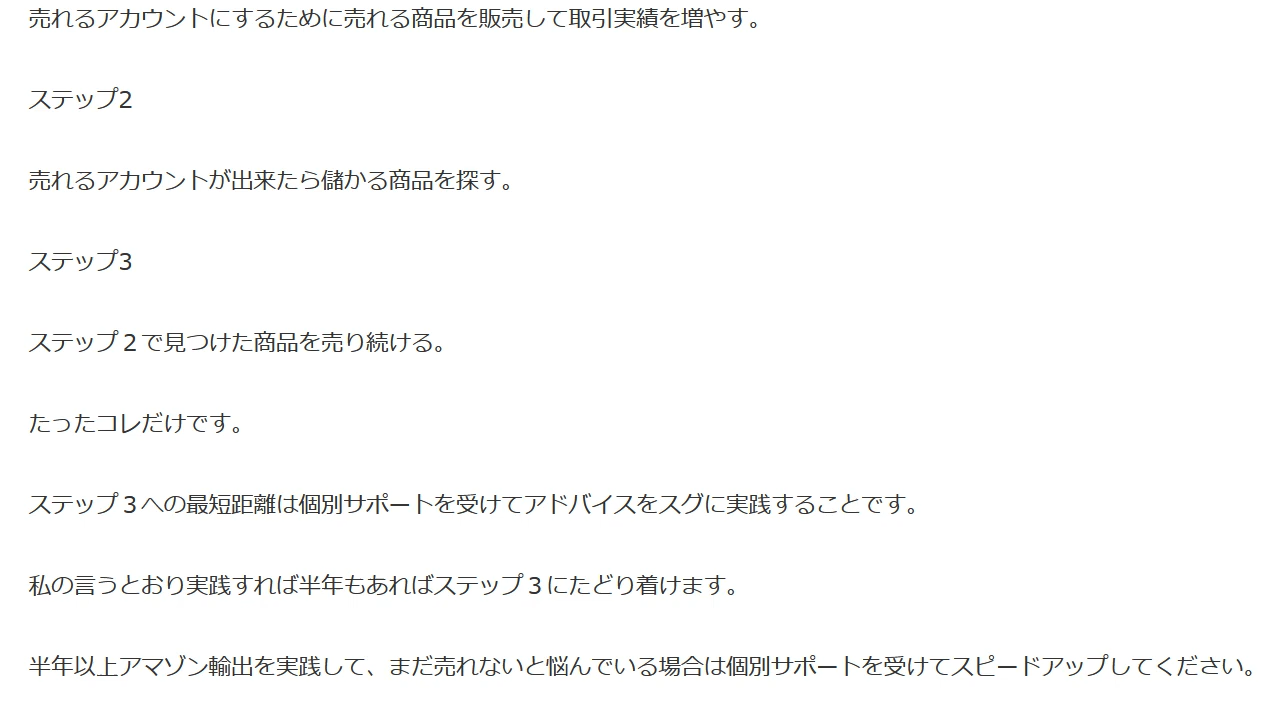 売れるアカウントにするために売れる商品を販売して取引実績を増やす。
ステップ2
売れるアカウントが出来たら儲かる商品を探す。
ステップ3
ステップ２で見つけた商品を売り続ける。
たったコレだけです。
ステップ３への最短距離は個別サポートを受けてアドバイスをスグに実践することです。
私の言うとおり実践すれば半年もあればステップ３にたどり着けます。
半年以上アマゾン輸出を実践して、まだ売れないと悩んでいる場合は個別サポートを受けてスピードアップしてください。